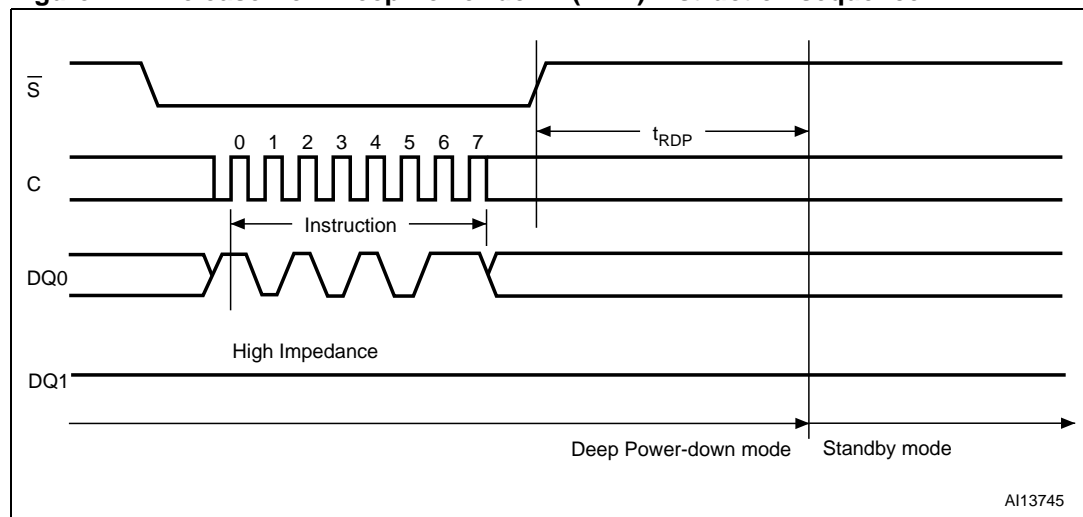 S
0 1 2 3 4 5 6 7
tRDP
C
Instruction
DQ0
High Impedance
DQ1
Deep Power-down mode Standby mode
AI13745